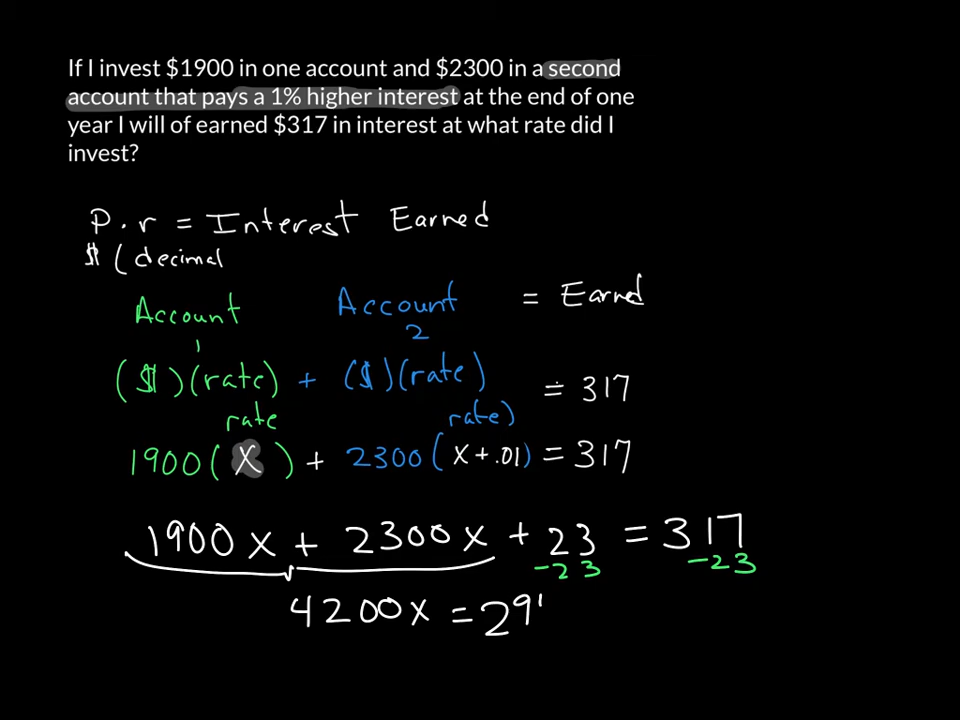 If I invest $1900 in one account and $2300 in a second
account that pays a 1% higher interest at the end of one
year I will of earned $317 in interest at what rate did I
invest?
P . r = Interest Earned
$ ( decimal
Account 1 Account 2 = Earned
($)(rate) + ($)(rate) = 317
rate rate)
1900( X ) + 2300( X + .01) = 317
1900 X + 2300 X + 23 = 317
-23 -23
4200X = 29